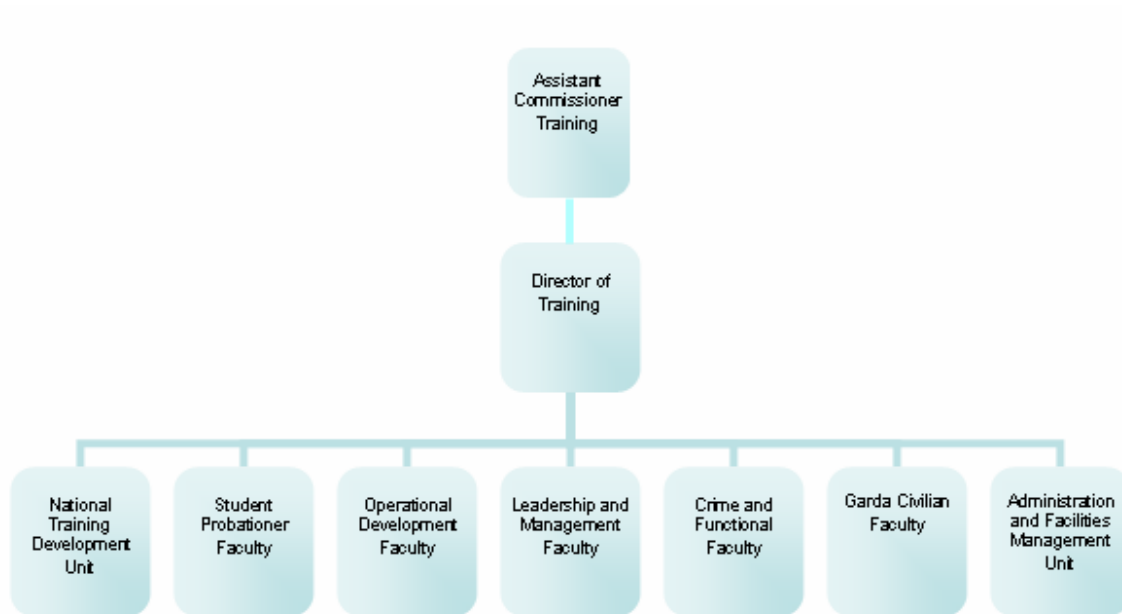 Assistant
Commissioner
Training
Director of
Training
National
Training
Development
Unit
Student
Probationer
Faculty
Operational
Development
Faculty
Leadership and
Management
Faculty
Crime and
Functional
Faculty
Garda Civilian
Faculty
Administration
and Facilities
Management
Unit